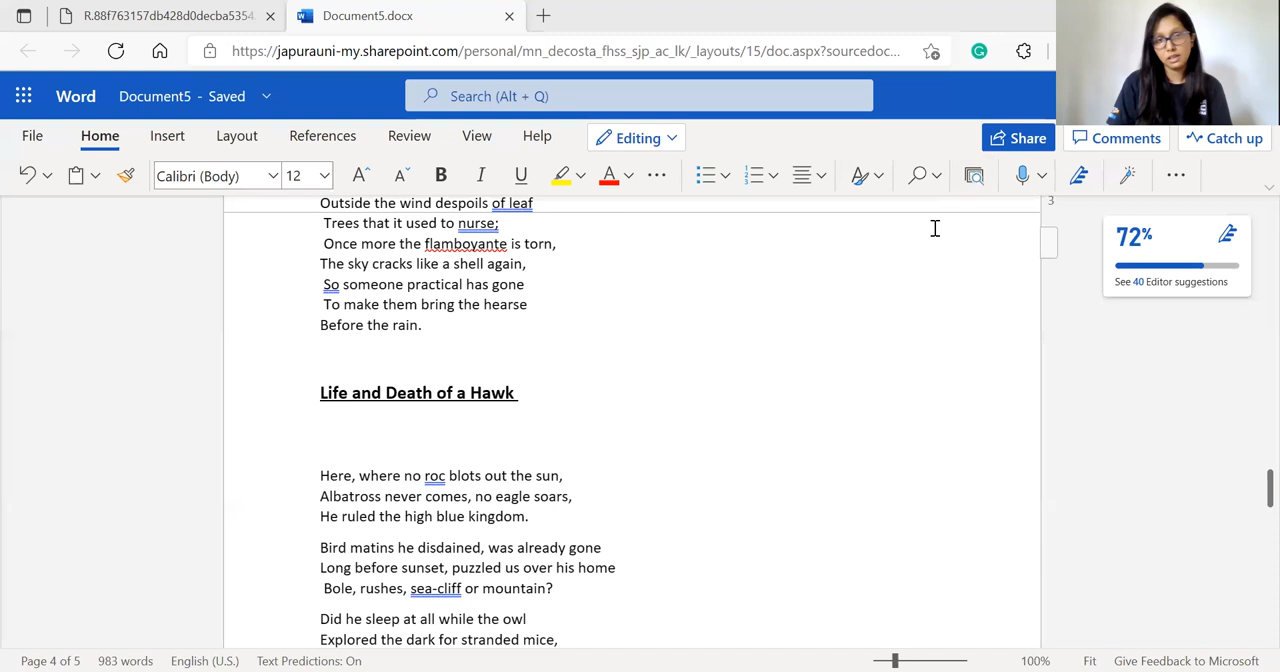 R.88f763157db428d0decba5354
Document5.docx
https://japurauni-my.sharepoint.com/personal/mn_decosta_fhss_sjp_ac_lk/_layouts/15/doc.aspx?sourcedoc...
Word
Document5 - Saved
Search (Alt + Q)
File
Home
Insert
Layout
References
Review
View
Help
Editing
Share
Comments
Catch up
Calibri (Body)
12
Outside the wind despoils of leaf
Trees that it used to nurse;
Once more the flamboyante is torn,
The sky cracks like a shell again,
So someone practical has gone
To make them bring the hearse
Before the rain.
3
72%
See 40 Editor suggestions
Life and Death of a Hawk
Here, where no roc blots out the sun,
Albatross never comes, no eagle soars,
He ruled the high blue kingdom.
Bird matins he disdained, was already gone
Long before sunset, puzzled us over his home
Bole, rushes, sea-cliff or mountain?
Did he sleep at all while the owl
Explored the dark for stranded mice,
Page 4 of 5
983 words
English (U.S.)
Text Predictions: On
100%
Fit
Give Feedback to Microsoft